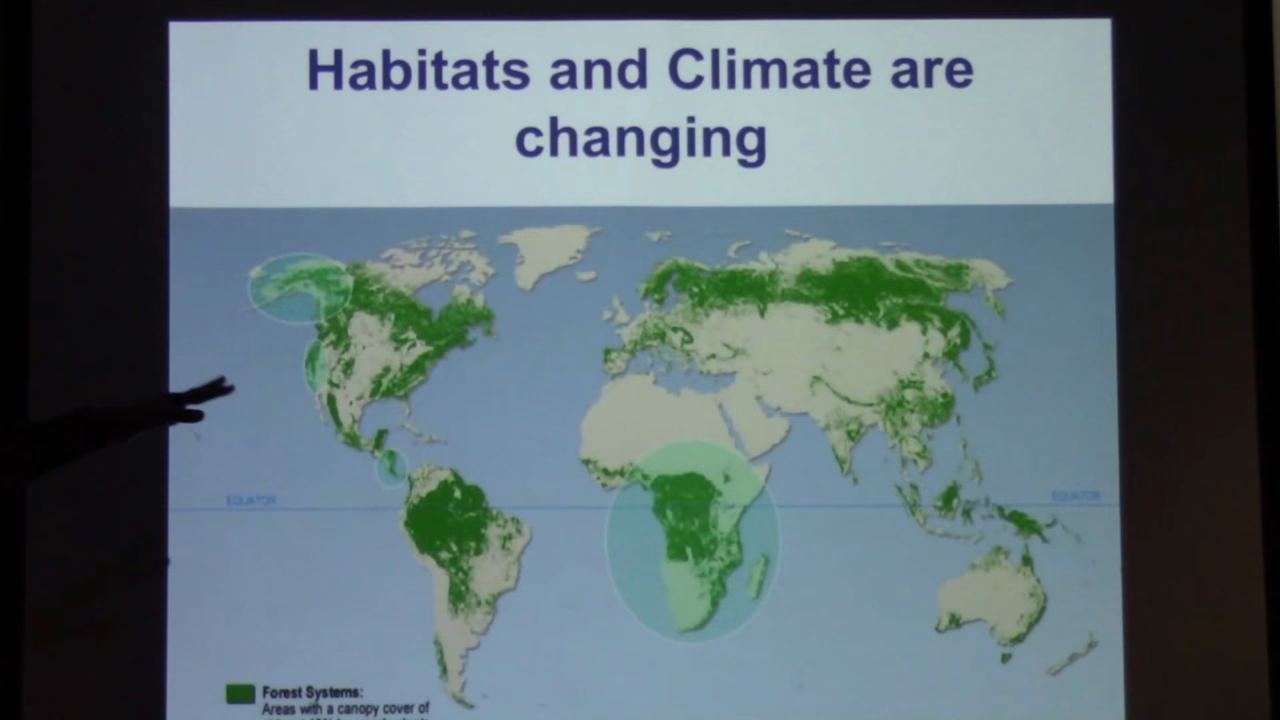 Habitats and Climate are
changing
EQUATOR
EQUATOR
Forest Systems:
Areas with a canopy cover of